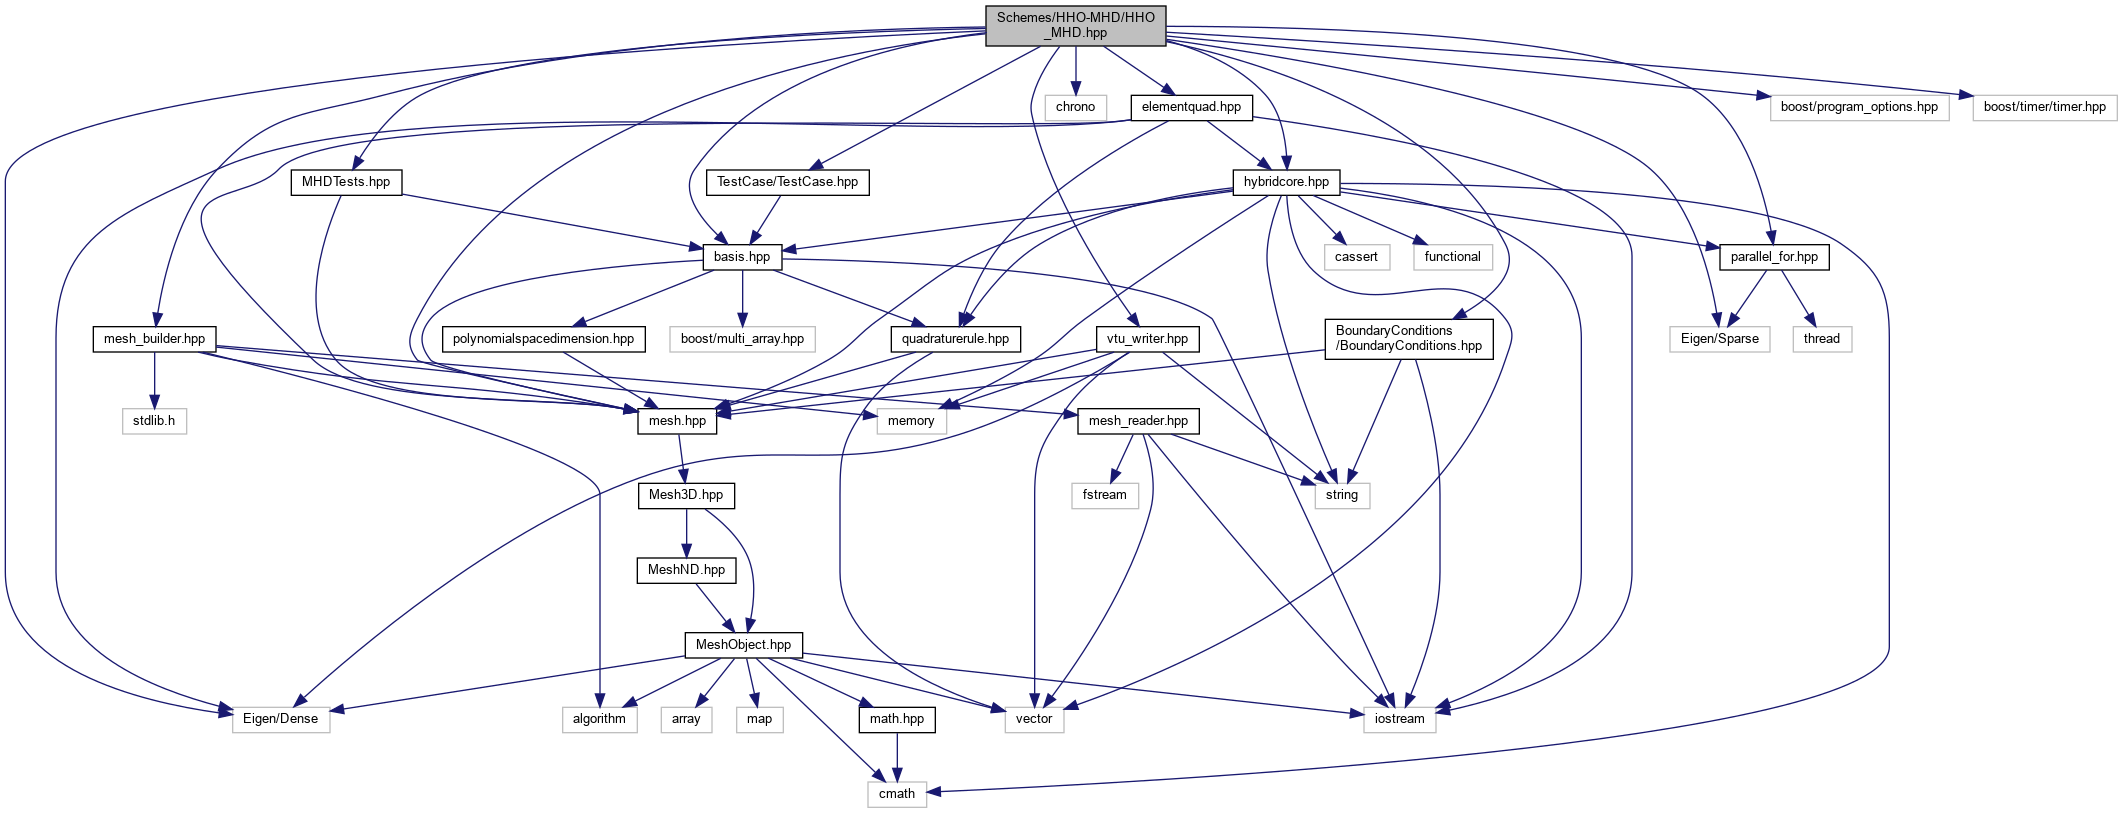 Schemes/HHO-MHD/HHO
_MHD.hpp
chrono
elementquad.hpp
boost/program_options.hpp
boost/timer/timer.hpp
MHDTests.hpp
TestCase/TestCase.hpp
hybridcore.hpp
basis.hpp
cassert
functional
parallel_for.hpp
mesh_builder.hpp
polynomialspacedimension.hpp
boost/multi_array.hpp
quadraturerule.hpp
vtu_writer.hpp
BoundaryConditions
/BoundaryConditions.hpp
Eigen/Sparse
thread
stdlib.h
mesh.hpp
memory
mesh_reader.hpp
Mesh3D.hpp
fstream
string
MeshND.hpp
MeshObject.hpp
Eigen/Dense
algorithm
array
map
math.hpp
vector
iostream
cmath